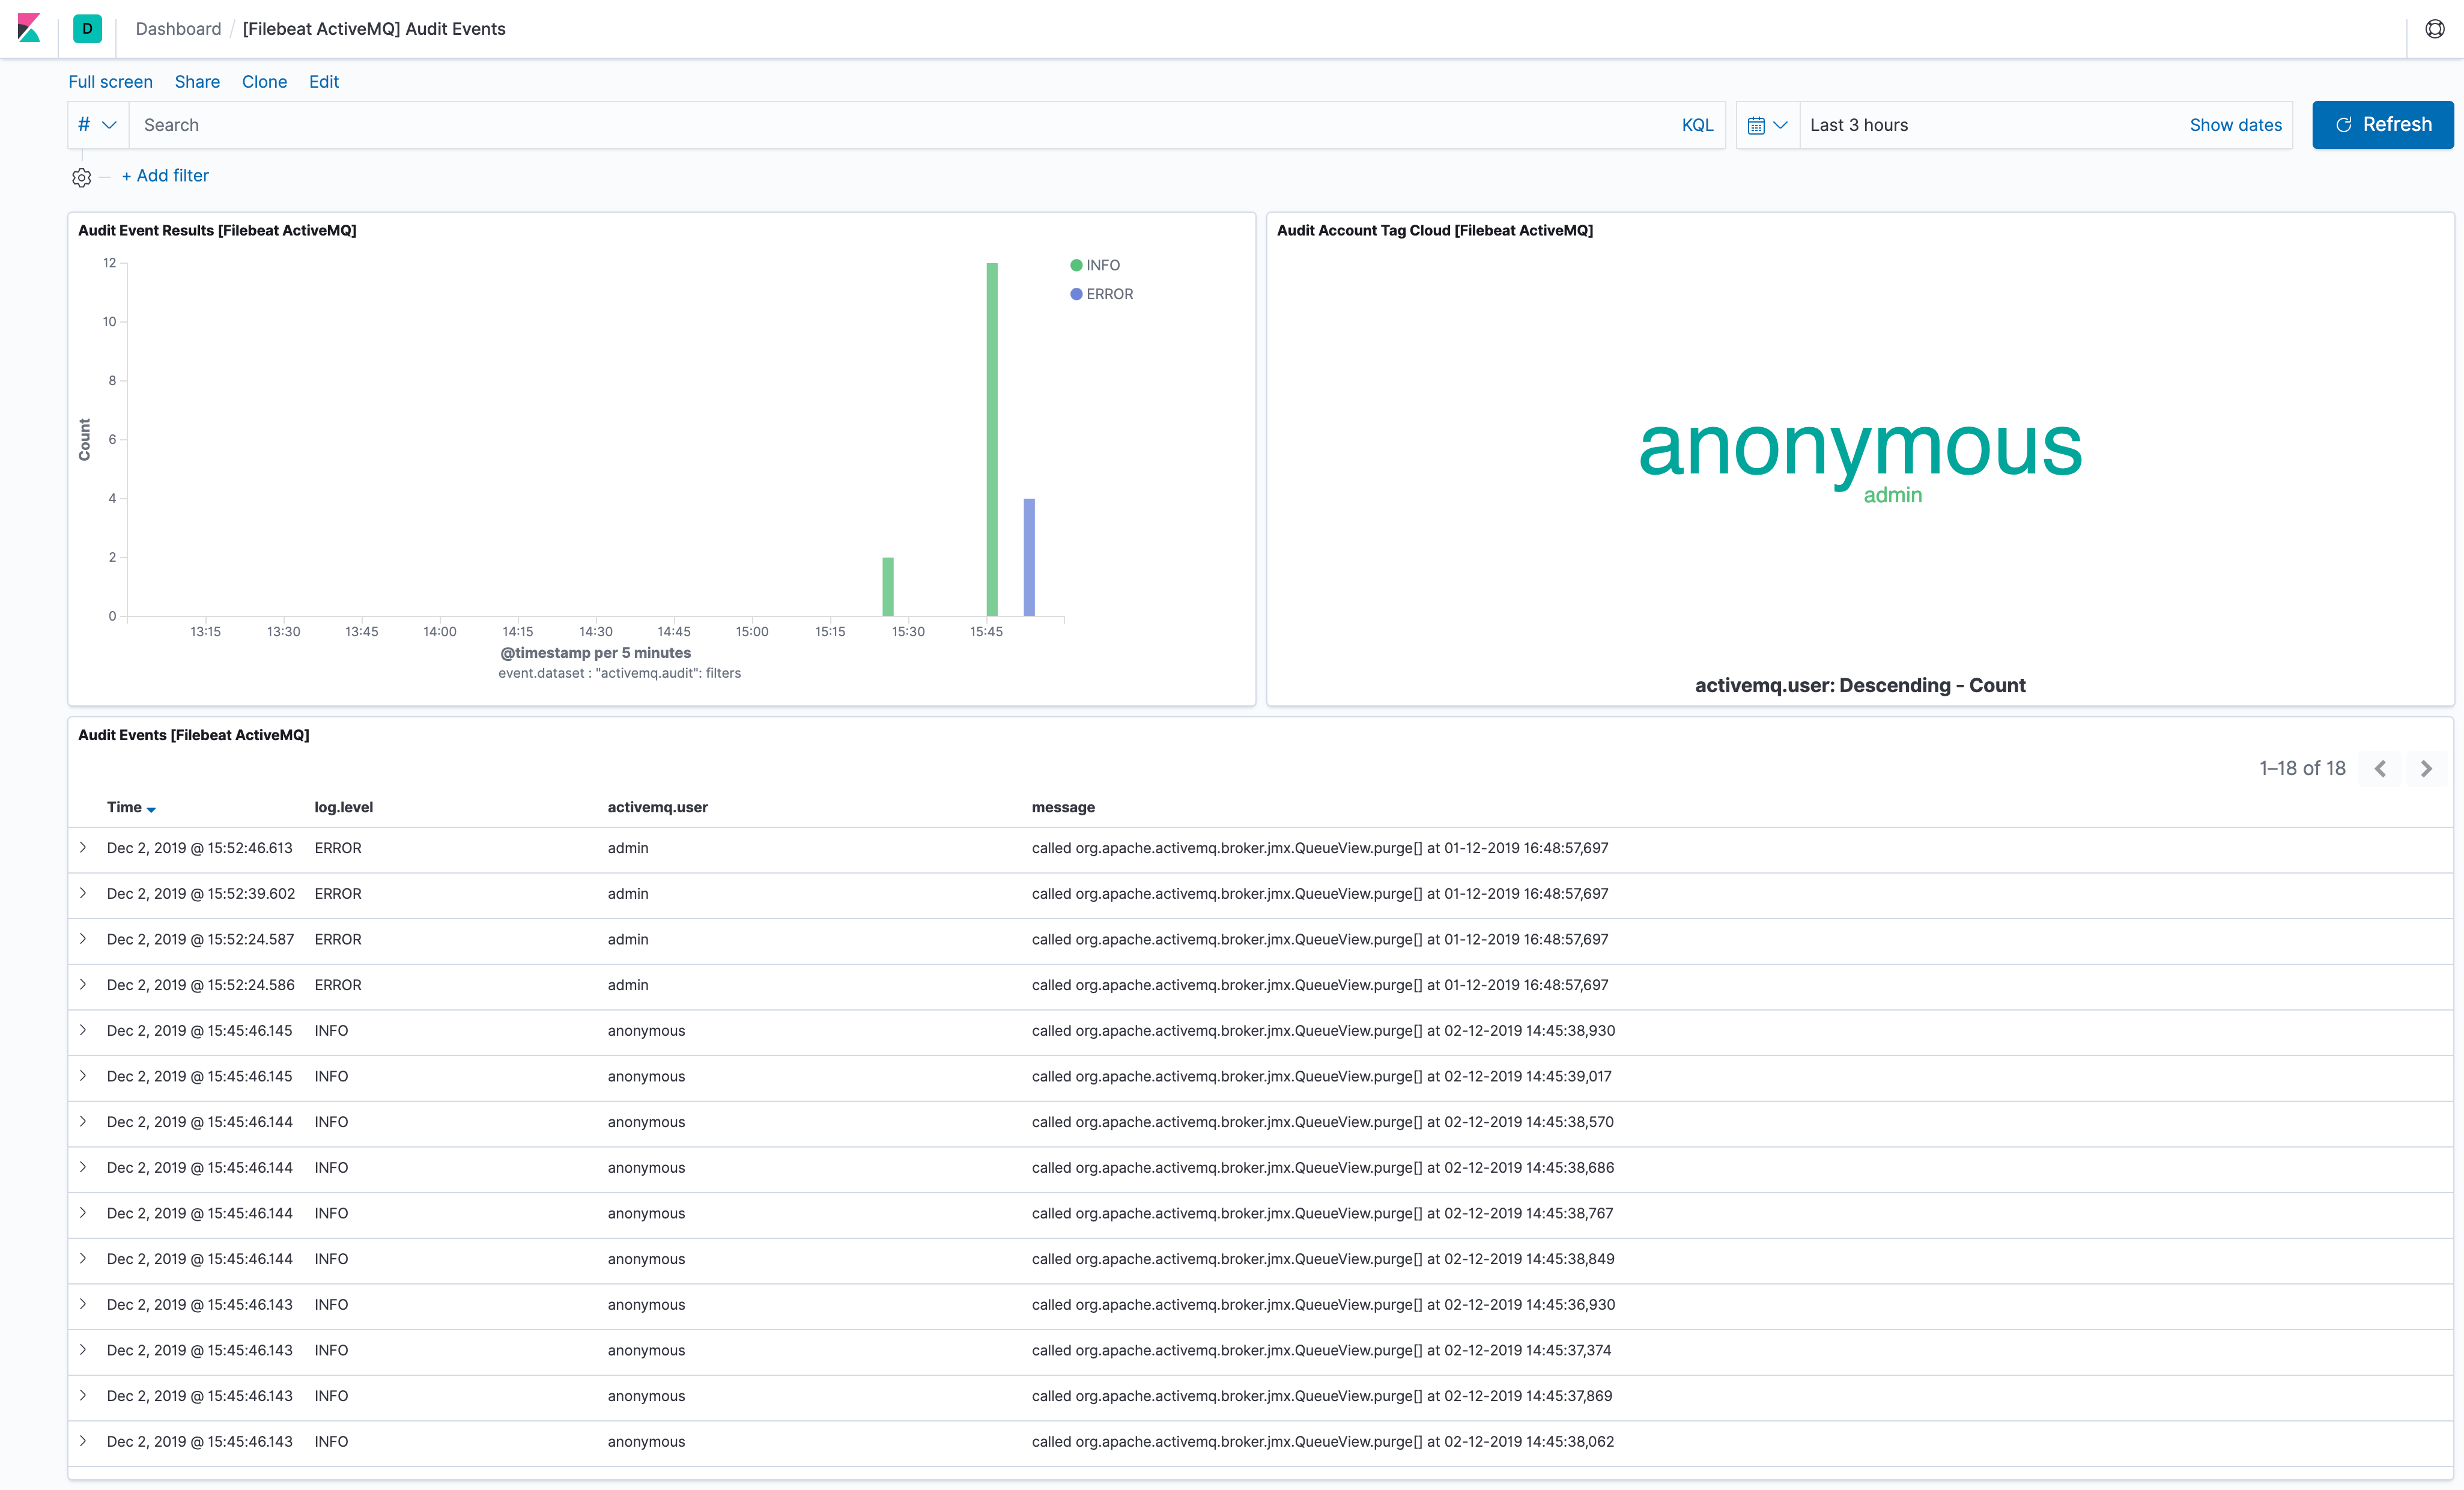 D Dashboard / [Filebeat ActiveMQ] Audit Events
Full screen Share Clone Edit
# Search KQL Last 3 hours Show dates Refresh
+ Add filter
Audit Event Results [Filebeat ActiveMQ]
12
10
8
6
4
2
0
Count
13:15 13:30 13:45 14:00 14:15 14:30 14:45 15:00 15:15 15:30 15:45
@timestamp per 5 minutes
event.dataset : "activemq.audit": filters
INFO
ERROR
Audit Account Tag Cloud [Filebeat ActiveMQ]
anonymous
admin
activemq.user: Descending - Count
Audit Events [Filebeat ActiveMQ]
1–18 of 18
Time log.level activemq.user message
Dec 2, 2019 @ 15:52:46.613 ERROR admin called org.apache.activemq.broker.jmx.QueueView.purge[] at 01-12-2019 16:48:57,697
Dec 2, 2019 @ 15:52:39.602 ERROR admin called org.apache.activemq.broker.jmx.QueueView.purge[] at 01-12-2019 16:48:57,697
Dec 2, 2019 @ 15:52:24.587 ERROR admin called org.apache.activemq.broker.jmx.QueueView.purge[] at 01-12-2019 16:48:57,697
Dec 2, 2019 @ 15:52:24.586 ERROR admin called org.apache.activemq.broker.jmx.QueueView.purge[] at 01-12-2019 16:48:57,697
Dec 2, 2019 @ 15:45:46.145 INFO anonymous called org.apache.activemq.broker.jmx.QueueView.purge[] at 02-12-2019 14:45:38,930
Dec 2, 2019 @ 15:45:46.145 INFO anonymous called org.apache.activemq.broker.jmx.QueueView.purge[] at 02-12-2019 14:45:39,017
Dec 2, 2019 @ 15:45:46.144 INFO anonymous called org.apache.activemq.broker.jmx.QueueView.purge[] at 02-12-2019 14:45:38,570
Dec 2, 2019 @ 15:45:46.144 INFO anonymous called org.apache.activemq.broker.jmx.QueueView.purge[] at 02-12-2019 14:45:38,686
Dec 2, 2019 @ 15:45:46.144 INFO anonymous called org.apache.activemq.broker.jmx.QueueView.purge[] at 02-12-2019 14:45:38,767
Dec 2, 2019 @ 15:45:46.144 INFO anonymous called org.apache.activemq.broker.jmx.QueueView.purge[] at 02-12-2019 14:45:38,849
Dec 2, 2019 @ 15:45:46.143 INFO anonymous called org.apache.activemq.broker.jmx.QueueView.purge[] at 02-12-2019 14:45:36,930
Dec 2, 2019 @ 15:45:46.143 INFO anonymous called org.apache.activemq.broker.jmx.QueueView.purge[] at 02-12-2019 14:45:37,374
Dec 2, 2019 @ 15:45:46.143 INFO anonymous called org.apache.activemq.broker.jmx.QueueView.purge[] at 02-12-2019 14:45:37,869
Dec 2, 2019 @ 15:45:46.143 INFO anonymous called org.apache.activemq.broker.jmx.QueueView.purge[] at 02-12-2019 14:45:38,062